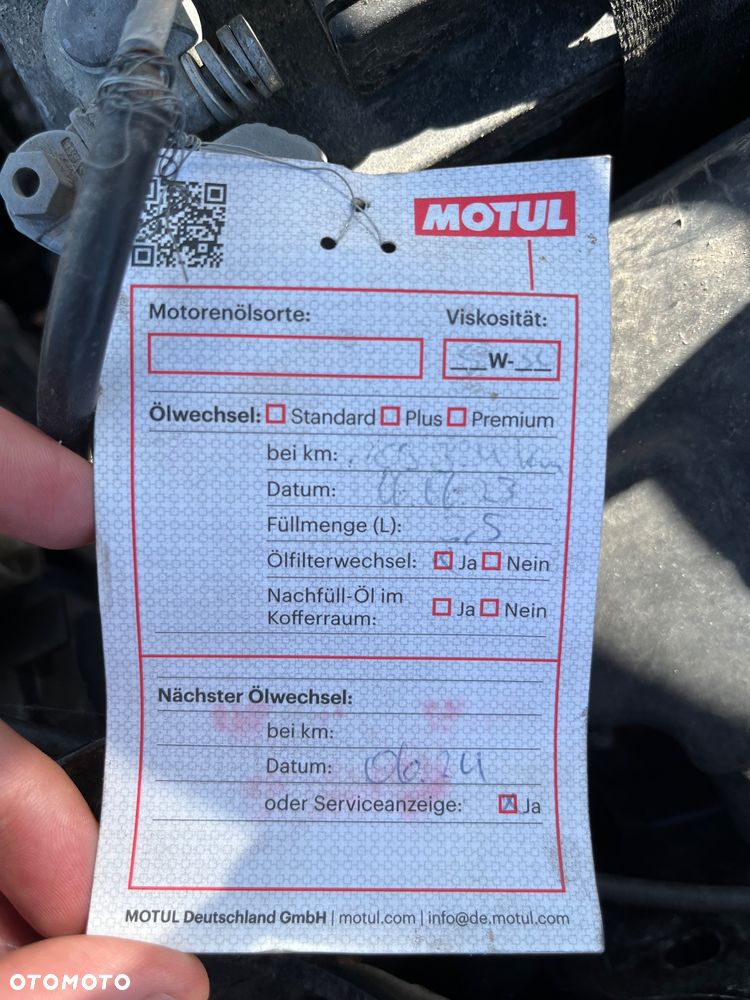 MOTUL
Motorenölsorte: Viskosität:
W-
Ölwechsel: Standard Plus Premium
bei km: km
Datum:
Füllmenge (L):
Ölfilterwechsel: Ja Nein
Nachfüll-Öl im
Kofferraum: Ja Nein
Nächster Ölwechsel:
bei km:
Datum: 06.24
oder Serviceanzeige: X Ja
MOTUL Deutschland GmbH | motul.com | info@de.motul.com
OTOMOTO